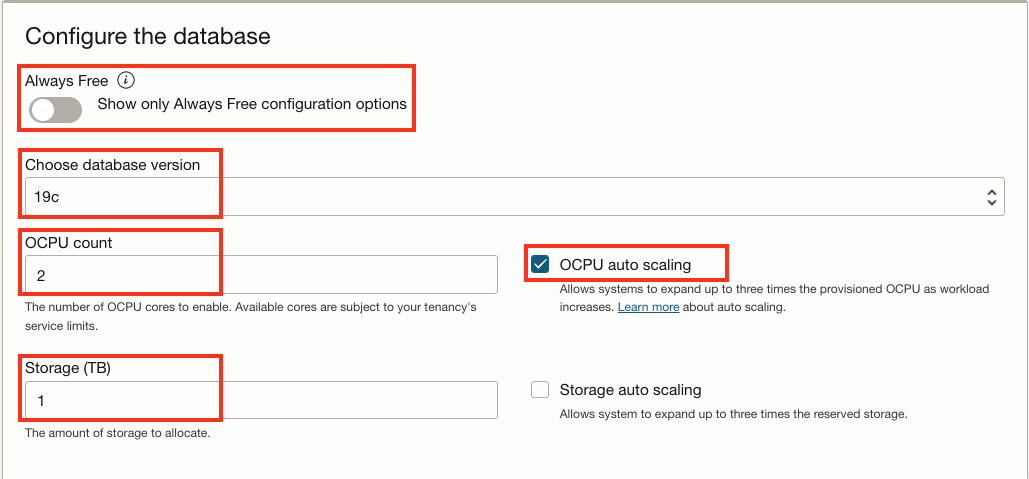 Configure the database
Always Free
Show only Always Free configuration options
Choose database version
19c
OCPU count
2
The number of OCPU cores to enable. Available cores are subject to your tenancy's
service limits.
OCPU auto scaling
Allows systems to expand up to three times the provisioned OCPU as workload
increases. Learn more about auto scaling.
Storage (TB)
1
The amount of storage to allocate.
Storage auto scaling
Allows system to expand up to three times the reserved storage.